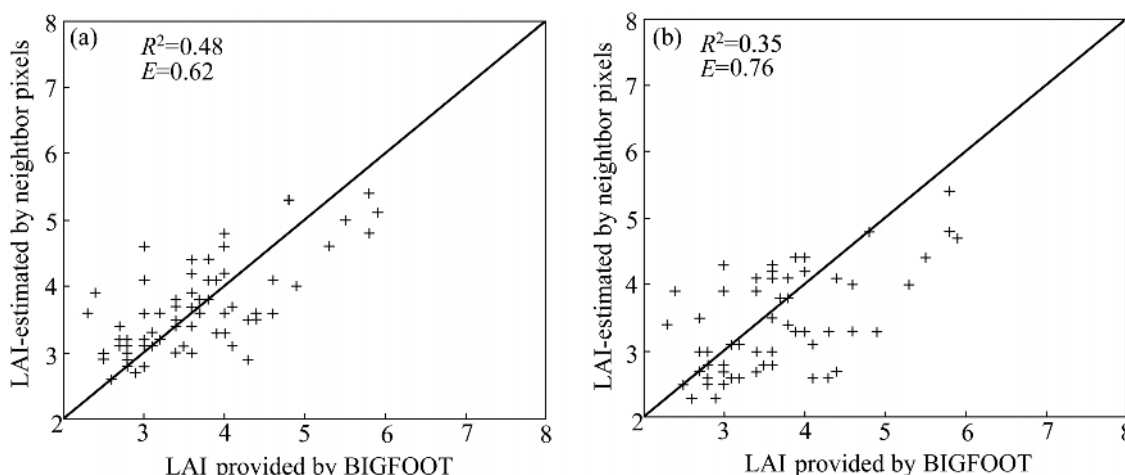 (a)
R²=0.48
E=0.62
LAI-estimated by neightbor pixels
8
7
6
5
4
3
2
2 3 4 5 6 7 8
LAI provided by BIGFOOT
(b)
R²=0.35
E=0.76
LAI-estimated by neightbor pixels
8
7
6
5
4
3
2
2 3 4 5 6 7 8
LAI provided by BIGFOOT